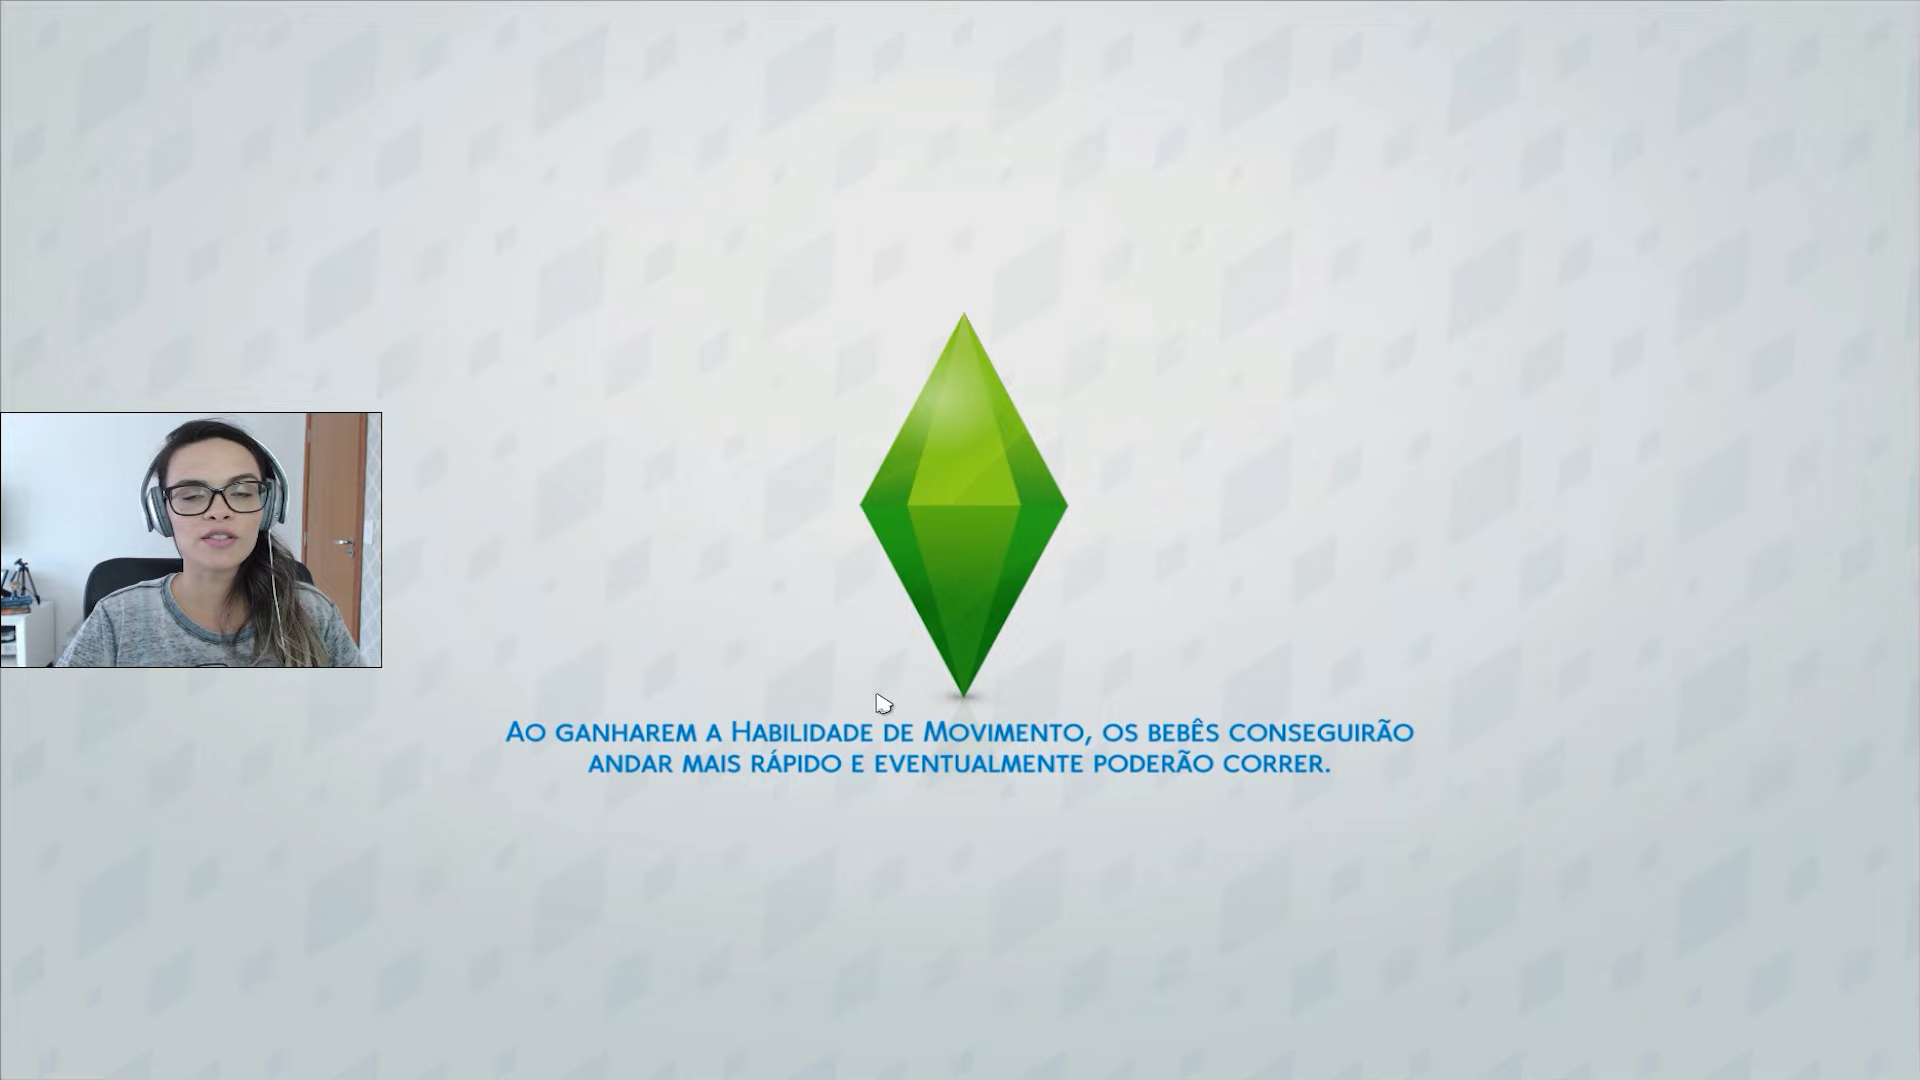 Ao ganharem a Habilidade de Movimento, os bebês conseguirão
andar mais rápido e eventualmente poderão correr.